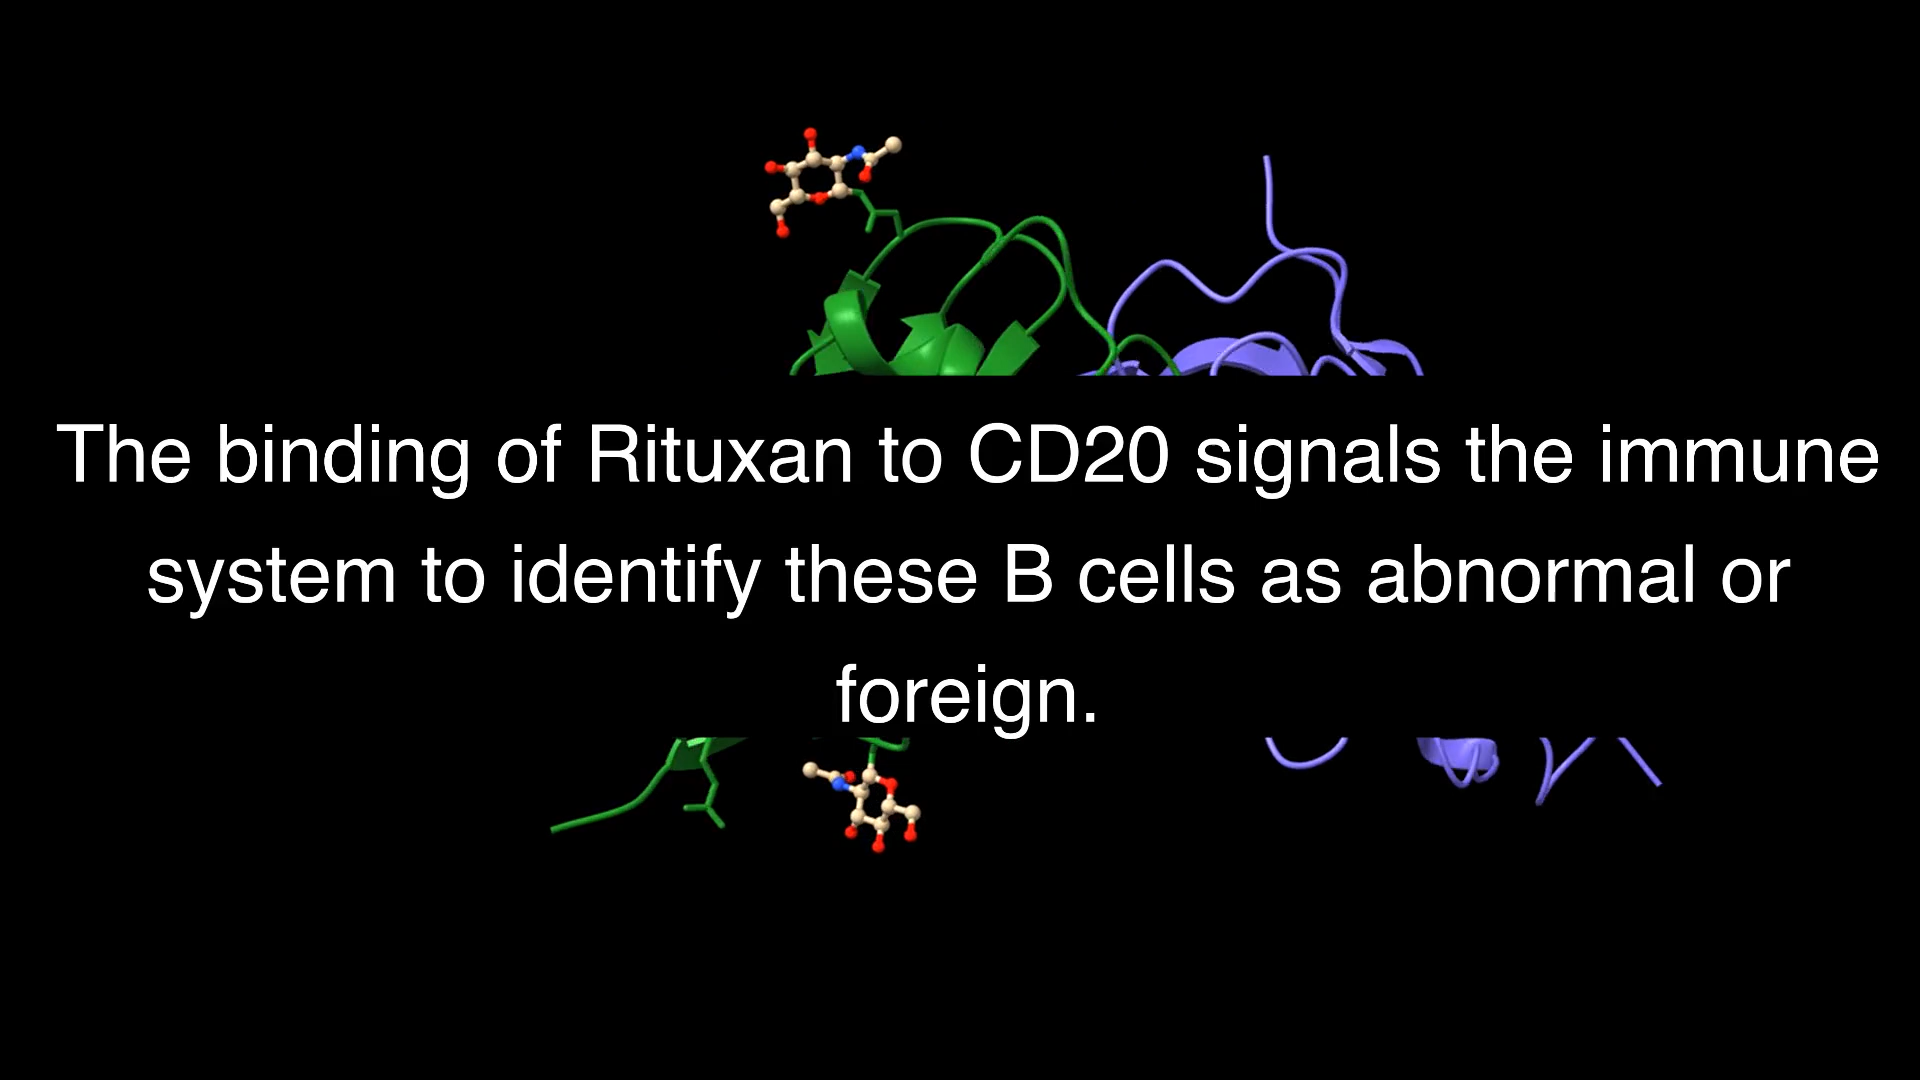 The binding of Rituxan to CD20 signals the immune
system to identify these B cells as abnormal or
foreign.